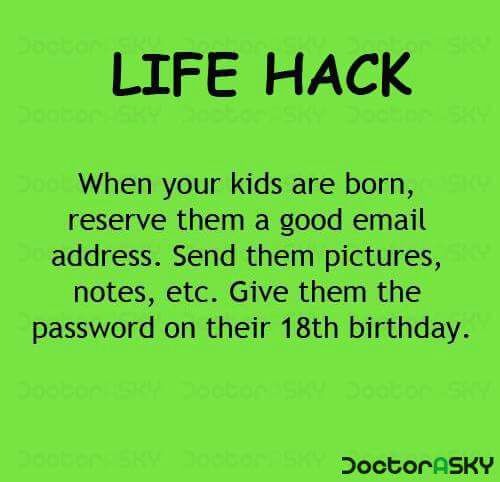 LIFE HACK
When your kids are born,
reserve them a good email
address. Send them pictures,
notes, etc. Give them the
password on their 18th birthday.
DoctorASKY